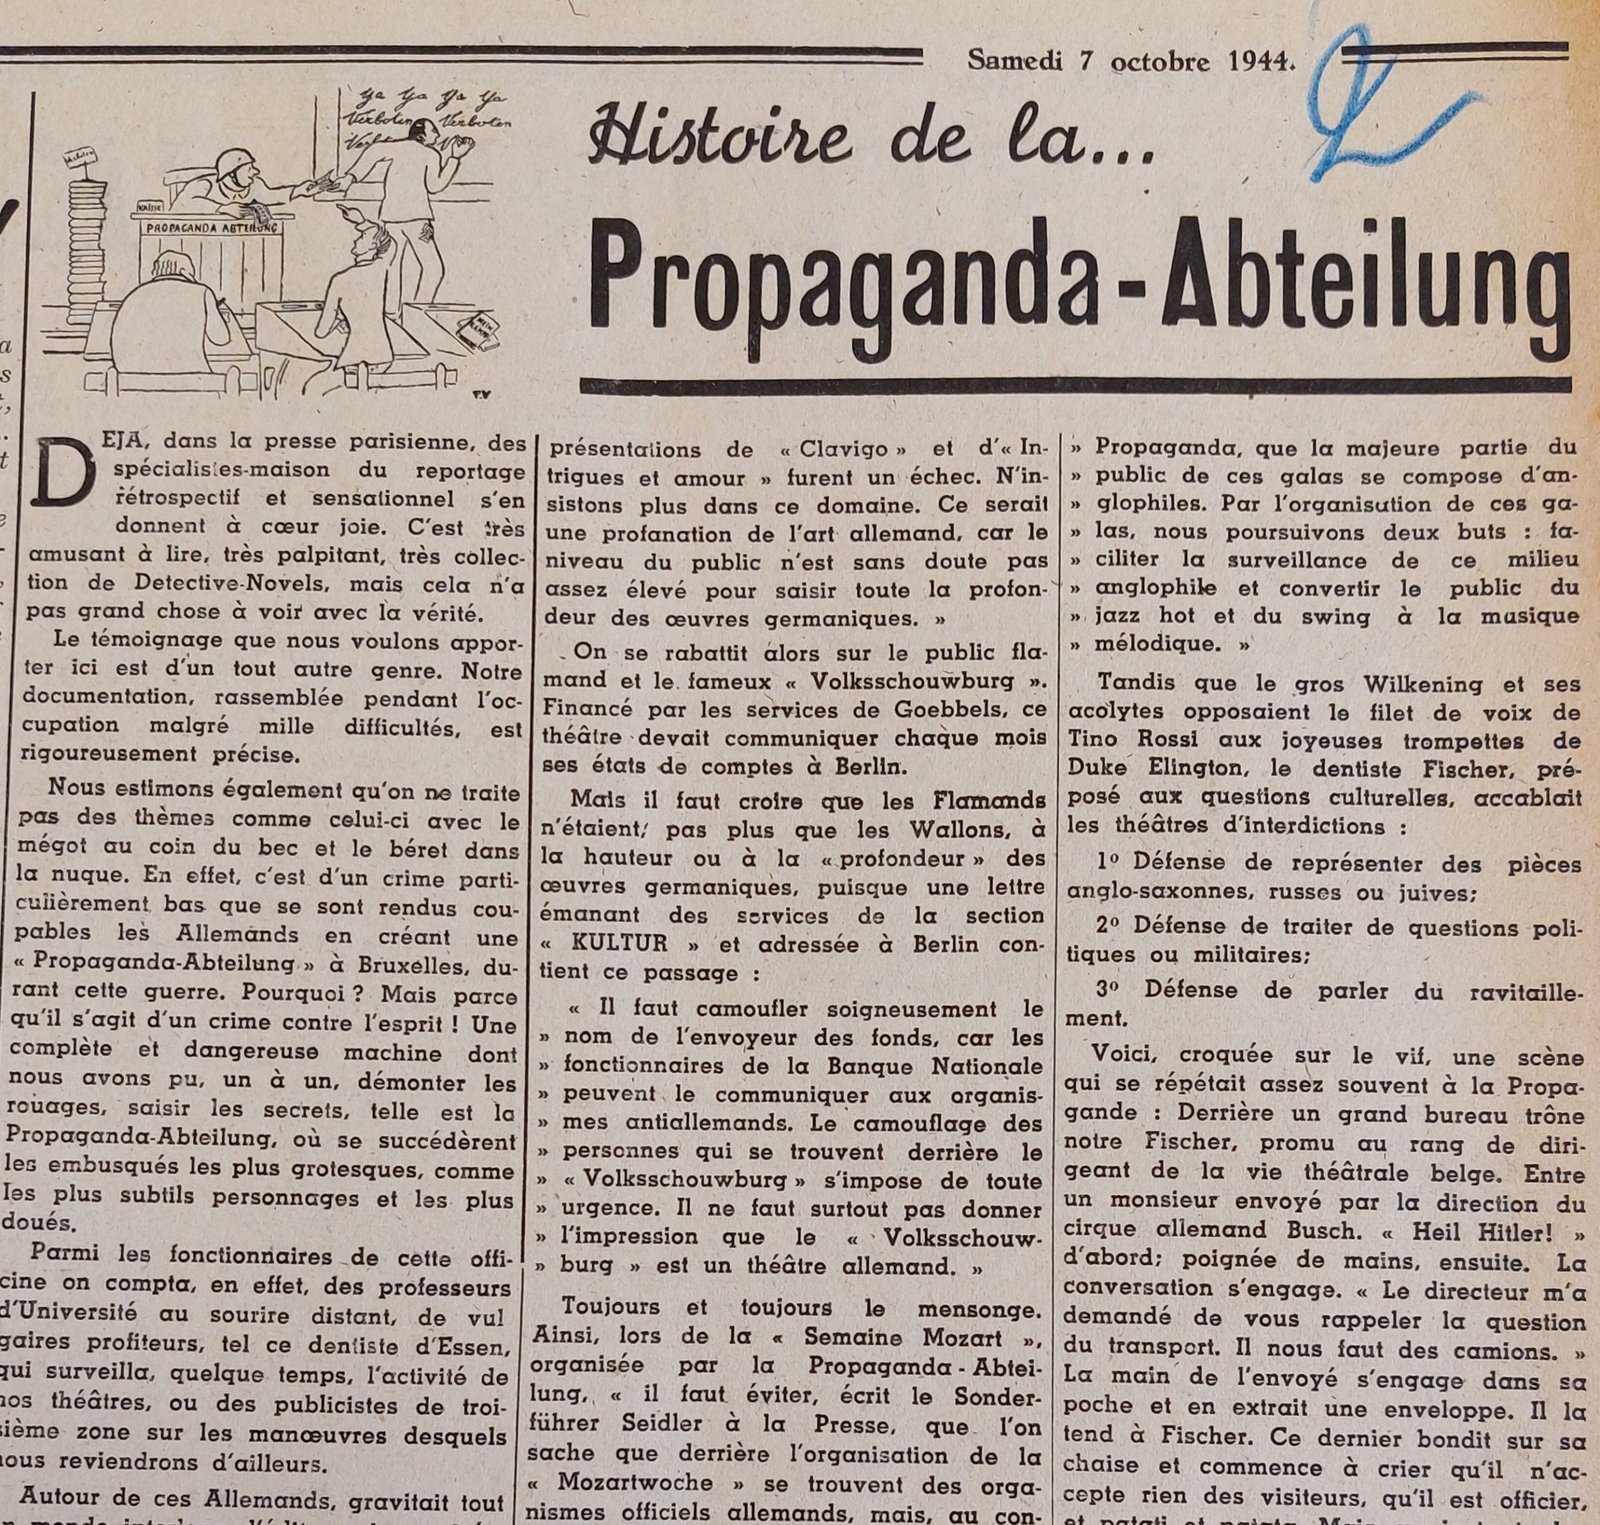 Samedi 7 octobre 1944.
Ya Ya Ya Ya
Verboten Verboten
KAISSE
PROPAGANDA ABTEILUNG
MEIN KAMPF
T.V
Histoire de la...
Propaganda-Abteilung
DEJA, dans la presse parisienne, des
spécialistes-maison du reportage
rétrospectif et sensationnel s'en
donnent à cœur joie. C'est très
amusant à lire, très palpitant, très collec-
tion de Detective-Novels, mais cela n'a
pas grand chose à voir avec la vérité.
Le témoignage que nous voulons appor-
ter ici est d'un tout autre genre. Notre
documentation, rassemblée pendant l'oc-
cupation malgré mille difficultés, est
rigoureusement précise.
Nous estimons également qu'on ne traite
pas des thèmes comme celui-ci avec le
mégot au coin du bec et le béret dans
la nuque. En effet, c'est d'un crime parti-
culièrement bas que se sont rendus cou-
pables les Allemands en créant une
« Propaganda-Abteilung » à Bruxelles, du-
rant cette guerre. Pourquoi ? Mais parce
qu'il s'agit d'un crime contre l'esprit ! Une
complète et dangereuse machine dont
nous avons pu, un à un, démonter les
rouages, saisir les secrets, telle est la
Propaganda-Abteilung, où se succédèrent
les embusqués les plus grotesques, comme
les plus subtils personnages et les plus
doués.
Parmi les fonctionnaires de cette offi-
cine on compta, en effet, des professeurs
d'Université au sourire distant, de vul
gaires profiteurs, tel ce dentiste d'Essen,
qui surveilla, quelque temps, l'activité de
nos théâtres, ou des publicistes de troi-
sième zone sur les manœuvres desquels
nous reviendrons d'ailleurs.
Autour de ces Allemands, gravitait tout
présentations de « Clavigo » et d'« In-
trigues et amour » furent un échec. N'in-
sistons plus dans ce domaine. Ce serait
une profanation de l'art allemand, car le
niveau du public n'est sans doute pas
assez élevé pour saisir toute la profon-
deur des œuvres germaniques. »
On se rabattit alors sur le public fla-
mand et le fameux « Volksschouwburg ».
Financé par les services de Goebbels, ce
théâtre devait communiquer chaque mois
ses états de comptes à Berlin.
Mais il faut croire que les Flamands
n'étaient, pas plus que les Wallons, à
la hauteur ou à la « profondeur » des
œuvres germaniques, puisque une lettre
émanant des services de la section
« KULTUR » et adressée à Berlin con-
tient ce passage :
« Il faut camoufler soigneusement le
» nom de l'envoyeur des fonds, car les
» fonctionnaires de la Banque Nationale
» peuvent le communiquer aux organis-
» mes antiallemands. Le camouflage des
» personnes qui se trouvent derrière le
» « Volksschouwburg » s'impose de toute
» urgence. Il ne faut surtout pas donner
» l'impression que le « Volksschouw-
» burg » est un théâtre allemand. »
Toujours et toujours le mensonge.
Ainsi, lors de la « Semaine Mozart »,
organisée par la Propaganda-Abtei-
lung, « il faut éviter, écrit le Sonder-
führer Seidler à la Presse, que l'on
sache que derrière l'organisation de la
« Mozartwoche » se trouvent des orga-
nismes officiels allemands, mais, au con-
» Propaganda, que la majeure partie du
» public de ces galas se compose d'an-
» glophiles. Par l'organisation de ces ga-
» las, nous poursuivons deux buts : fa-
» ciliter la surveillance de ce milieu
» anglophile et convertir le public du
» jazz hot et du swing à la musique
» mélodique. »
Tandis que le gros Wilkening et ses
acolytes opposaient le filet de voix de
Tino Rossi aux joyeuses trompettes de
Duke Elington, le dentiste Fischer, pré-
posé aux questions culturelles, accablait
les théâtres d'interdictions :
1º Défense de représenter des pièces
anglo-saxonnes, russes ou juives;
2º Défense de traiter de questions poli-
tiques ou militaires;
3º Défense de parler du ravitaille-
ment.
Voici, croquée sur le vif, une scène
qui se répétait assez souvent à la Propa-
gande : Derrière un grand bureau trône
notre Fischer, promu au rang de diri-
geant de la vie théâtrale belge. Entre
un monsieur envoyé par la direction du
cirque allemand Busch. « Heil Hitler! »
d'abord; poignée de mains, ensuite. La
conversation s'engage. « Le directeur m'a
demandé de vous rappeler la question
du transport. Il nous faut des camions. »
La main de l'envoyé s'engage dans sa
poche et en extrait une enveloppe. Il la
tend à Fischer. Ce dernier bondit sur sa
chaise et commence à crier qu'il n'ac-
cepte rien des visiteurs, qu'il est officier,